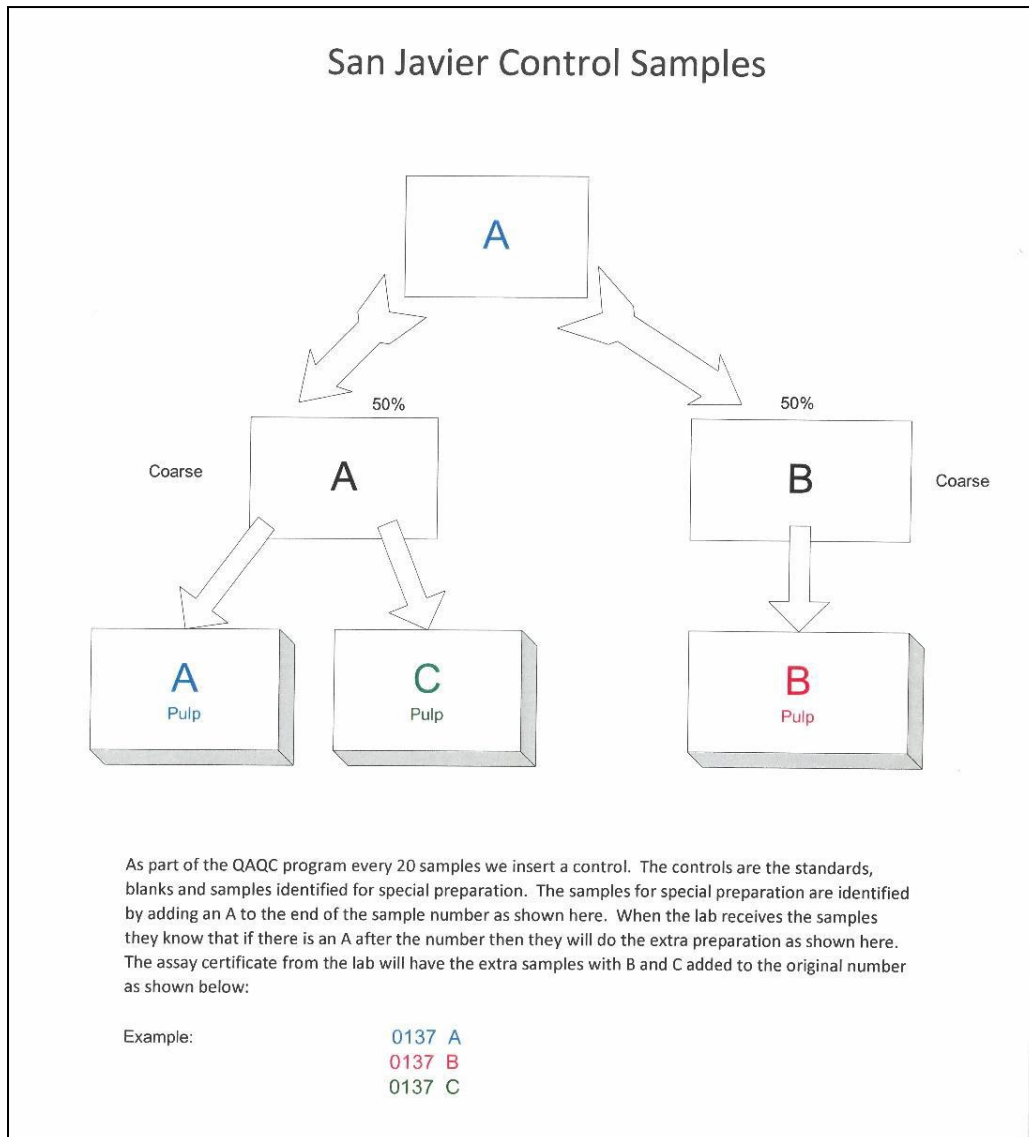 San Javier Control Samples
A
50%
50%
Coarse
A
B
Coarse
A
Pulp
C
Pulp
B
Pulp
As part of the QAQC program every 20 samples we insert a control. The controls are the standards,
blanks and samples identified for special preparation. The samples for special preparation are identified
by adding an A to the end of the sample number as shown here. When the lab receives the samples
they know that if there is an A after the number then they will do the extra preparation as shown here.
The assay certificate from the lab will have the extra samples with B and C added to the original number
as shown below:
Example:
0137 A
0137 B
0137 C